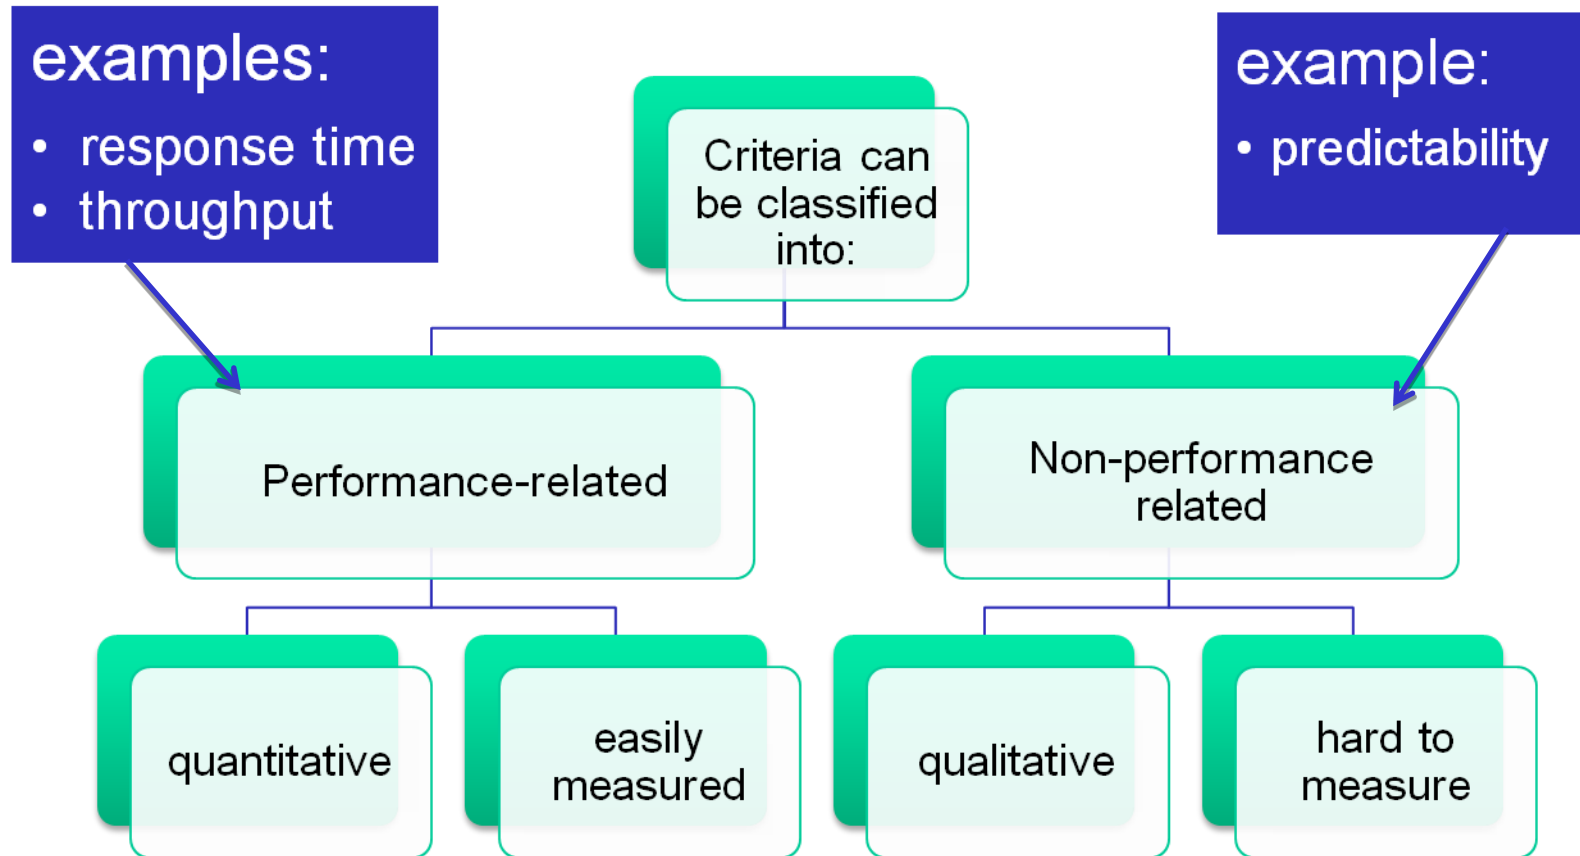 examples:
• response time
• throughput
example:
• predictability
Criteria can
be classified
into:
Performance-related
Non-performance
related
quantitative
easily
measured
qualitative
hard to
measure